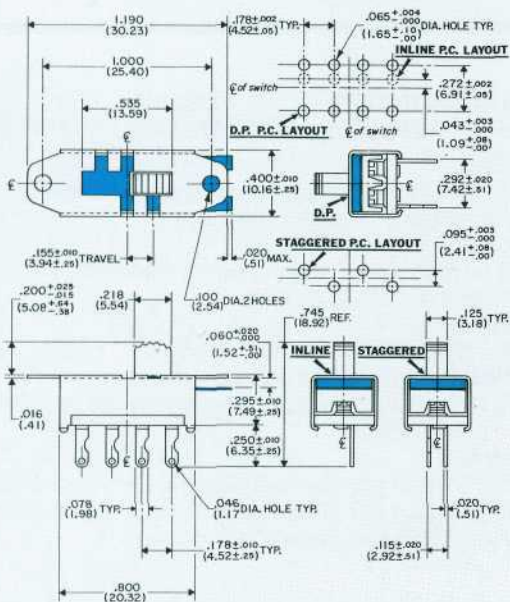 1.190
(30.23)
.178±.002 TYP.
(4.52±.05)
.065+.004-.000 DIA. HOLE TYP.
(1.65+.10-.00)
INLINE P.C. LAYOUT
1.000
(25.40)
.535
(13.59)
℄ of switch
.272±.002
(6.91±.05)
.043+.003-.000
(1.09+.08-.00)
D.P. P.C. LAYOUT
℄ of switch
℄
℄
℄
.400±.010
(10.16±.25)
D.P.
.292±.020
(7.42±.51)
STAGGERED P.C. LAYOUT
.095+.003-.000
(2.41+.08-.00)
.155±.010 TRAVEL
(3.94±.25)
.020 MAX.
(.51)
.200+.025-.015
(5.08+.64-.38)
.218
(5.54)
.100 DIA. 2 HOLES
(2.54)
.745 REF.
(18.92)
.125 TYP.
(3.18)
.060+.020-.000
(1.52+.51-.00)
INLINE
STAGGERED
.016
(.41)
.295±.010
(7.49±.25)
℄
℄
℄
.250±.010
(6.35±.25)
.078 TYP.
(1.98)
.046 DIA. HOLE TYP.
(1.17
.020 TYP.
(.51)
.178±.010 TYP.
(4.52±.25)
.115±.020
(2.92±.51)
.800
(20.32)